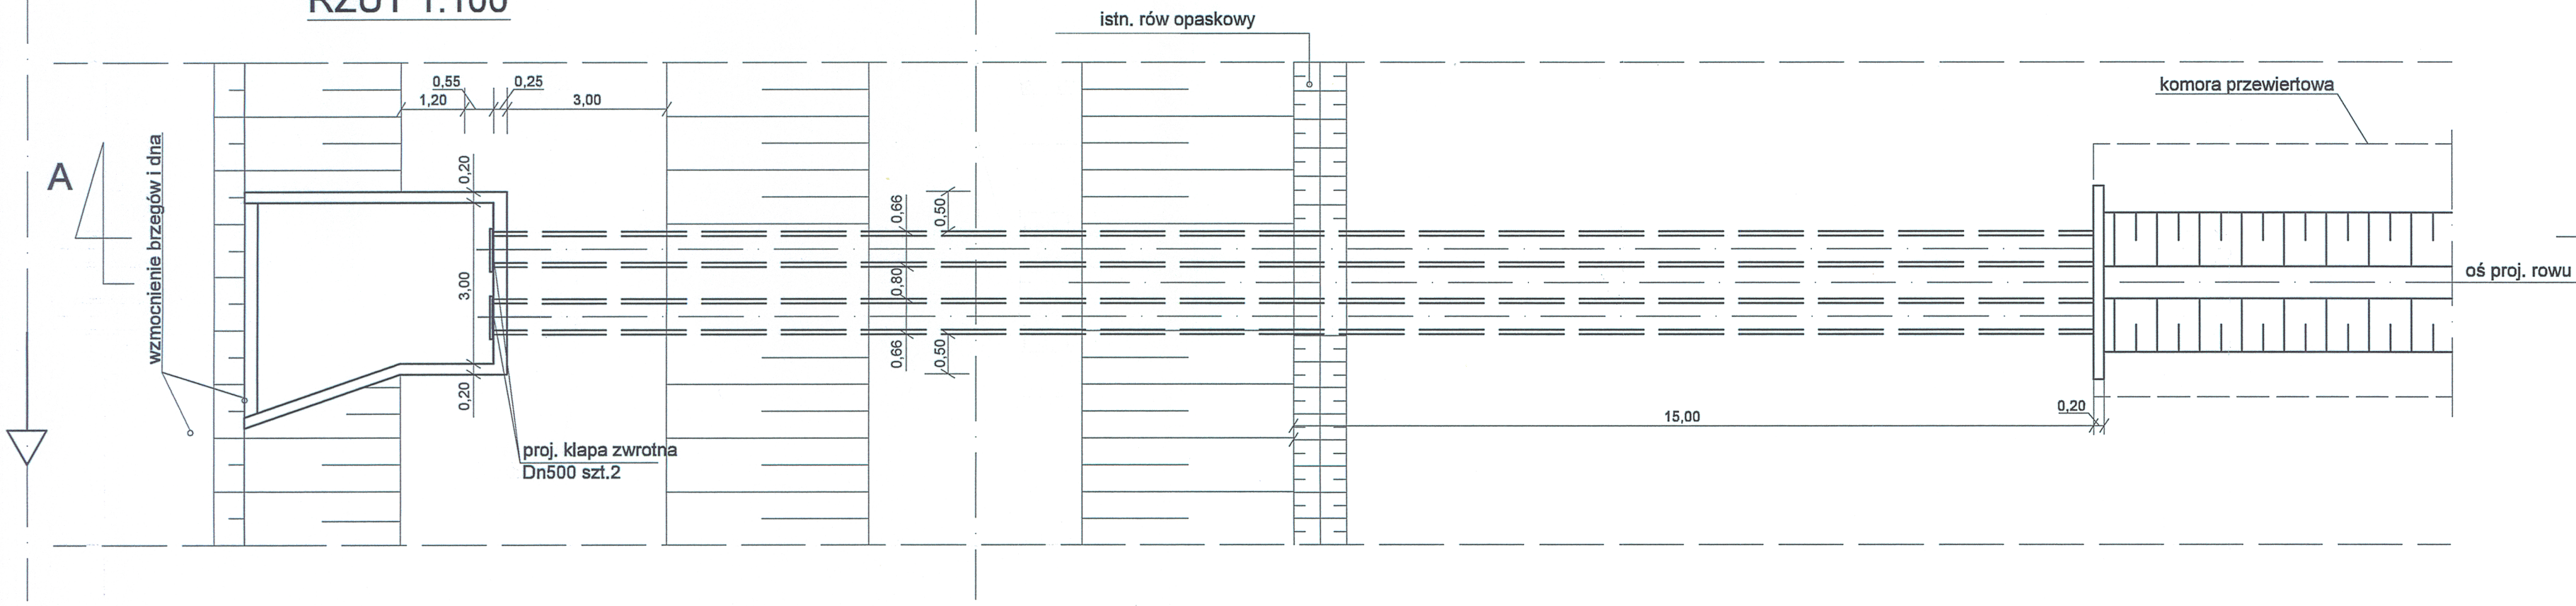 RZUT 1:100
istn. rów opaskowy
komora przewiertowa
0,55
0,25
1,20
3,00
A
wzmocnienie brzegów i dna
0,20
3,00
0,20
0,66
0,50
0,80
0,66
0,50
oś proj. rowu
15,00
0,20
proj. klapa zwrotna
Dn500 szt.2